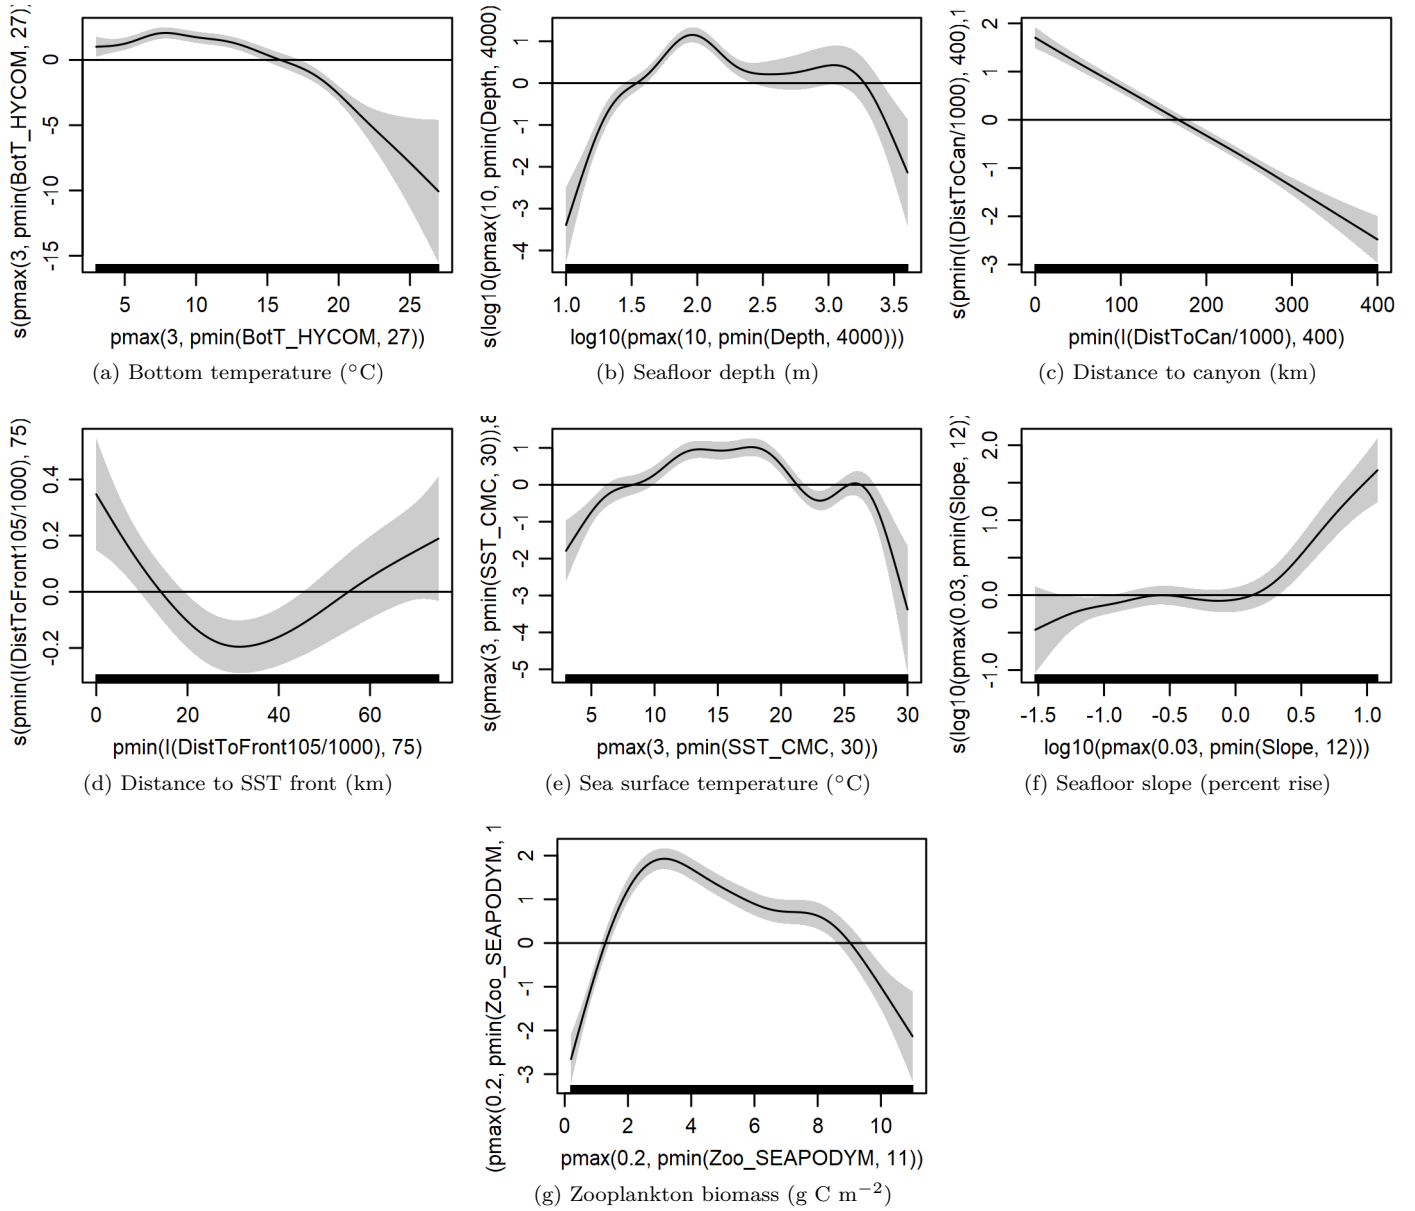 s(pmax(3, pmin(BotT_HYCOM, 27)),
0
-5
-10
-15
5 10 15 20 25
pmax(3, pmin(BotT_HYCOM, 27))
(a) Bottom temperature (°C)
s(log10(pmax(10, pmin(Depth, 4000)
1
0
-1
-2
-3
-4
1.0 1.5 2.0 2.5 3.0 3.5
log10(pmax(10, pmin(Depth, 4000)))
(b) Seafloor depth (m)
s(pmin(I(DistToCan/1000), 400),1
2
1
0
-1
-2
-3
0 100 200 300 400
pmin(I(DistToCan/1000), 400)
(c) Distance to canyon (km)
s(pmin(I(DistToFront105/1000), 75)
0.4
0.2
0.0
-0.2
0 20 40 60
pmin(I(DistToFront105/1000), 75)
(d) Distance to SST front (km)
s(pmax(3, pmin(SST_CMC, 30)),8
1
0
-1
-2
-3
-4
-5
5 10 15 20 25 30
pmax(3, pmin(SST_CMC, 30))
(e) Sea surface temperature (°C)
s(log10(pmax(0.03, pmin(Slope, 12))
2.0
1.0
0.0
-1.0
-1.5 -1.0 -0.5 0.0 0.5 1.0
log10(pmax(0.03, pmin(Slope, 12)))
(f) Seafloor slope (percent rise)
(pmax(0.2, pmin(Zoo_SEAPODYM, 1
2
1
0
-1
-2
-3
0 2 4 6 8 10
pmax(0.2, pmin(Zoo_SEAPODYM, 11))
(g) Zooplankton biomass (g C m⁻²)